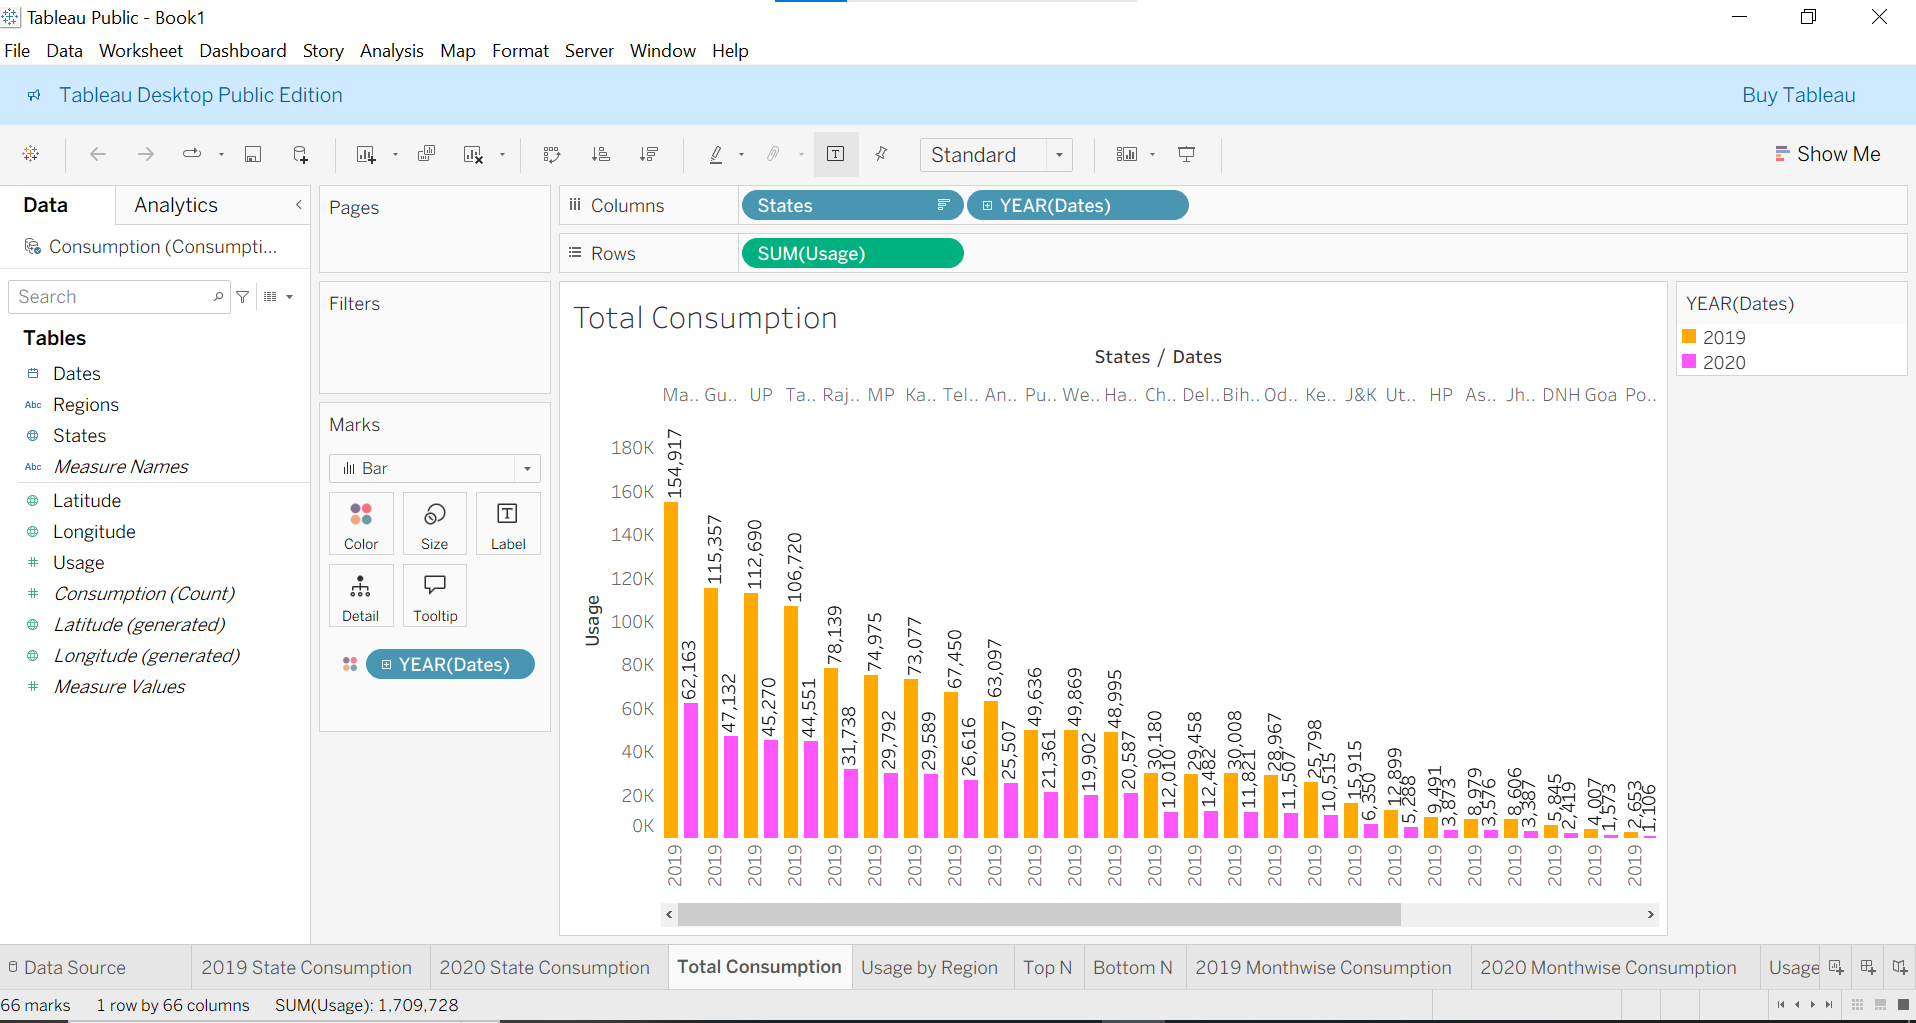 Tableau Public - Book1
File Data Worksheet Dashboard Story Analysis Map Format Server Window Help
Tableau Desktop Public Edition
Buy Tableau
Standard
Show Me
Data
Analytics
Consumption (Consumpti...
Search
Tables
Dates
Regions
States
Measure Names
Latitude
Longitude
Usage
Consumption (Count)
Latitude (generated)
Longitude (generated)
Measure Values
Abc
Abc
Pages
Filters
Marks
Bar
Color
Size
Label
Detail
Tooltip
YEAR(Dates)
Columns
States
YEAR(Dates)
Rows
SUM(Usage)
Total Consumption
States / Dates
Ma.. Gu.. UP Ta.. Raj.. MP Ka.. Tel.. An.. Pu.. We.. Ha.. Ch.. Del.. Bih.. Od.. Ke.. J&K Ut.. HP As.. Jh.. DNH Goa Po..
Usage
180K
160K
140K
120K
100K
80K
60K
40K
20K
0K
154,917
62,163
115,357
47,132
112,690
45,270
106,720
44,551
78,139
31,738
74,975
29,792
73,077
29,589
67,450
26,616
63,097
25,507
49,636
21,361
49,869
19,902
48,995
20,587
30,180
12,010
29,458
12,482
30,008
11,821
28,967
11,507
25,798
10,515
15,915
6,350
12,899
5,288
9,491
3,873
8,979
3,576
8,606
3,387
5,845
2,419
4,007
1,573
2,653
1,106
2019 2019 2019 2019 2019 2019 2019 2019 2019 2019 2019 2019 2019 2019 2019 2019 2019 2019 2019 2019 2019 2019 2019 2019 2019
YEAR(Dates)
2019
2020
Data Source
2019 State Consumption
2020 State Consumption
Total Consumption
Usage by Region
Top N
Bottom N
2019 Monthwise Consumption
2020 Monthwise Consumption
Usage
66 marks
1 row by 66 columns
SUM(Usage): 1,709,728